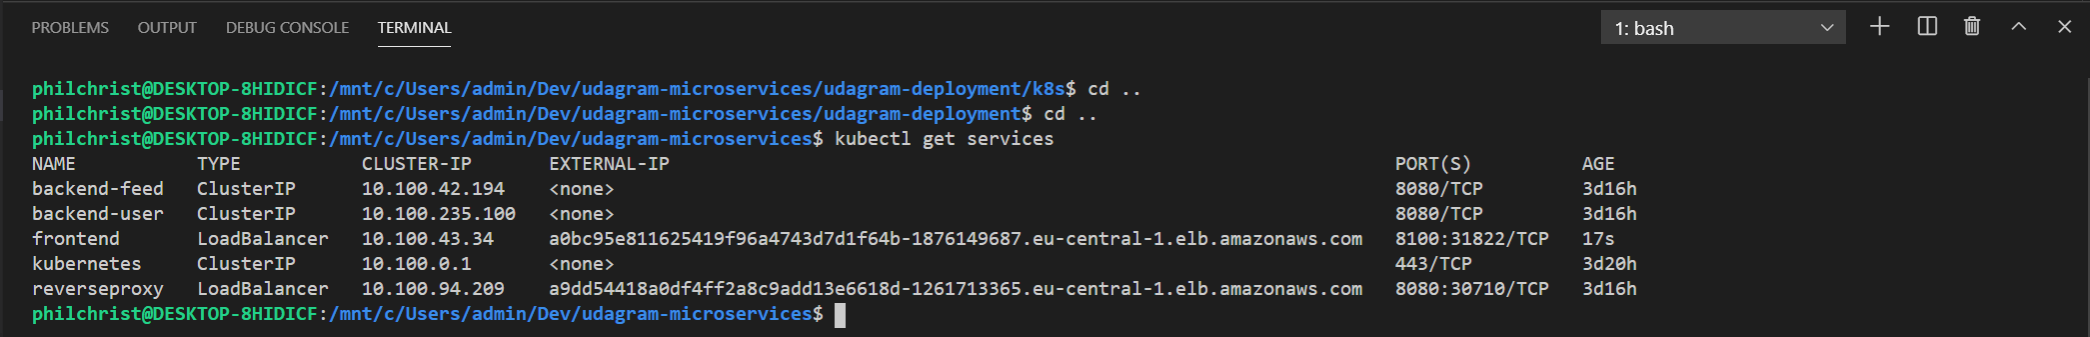 PROBLEMS OUTPUT DEBUG CONSOLE TERMINAL 1: bash
philchrist@DESKTOP-8HIDICF:/mnt/c/Users/admin/Dev/udagram-microservices/udagram-deployment/k8s$ cd ..
philchrist@DESKTOP-8HIDICF:/mnt/c/Users/admin/Dev/udagram-microservices/udagram-deployment$ cd ..
philchrist@DESKTOP-8HIDICF:/mnt/c/Users/admin/Dev/udagram-microservices$ kubectl get services
NAME TYPE CLUSTER-IP EXTERNAL-IP PORT(S) AGE
backend-feed ClusterIP 10.100.42.194 <none> 8080/TCP 3d16h
backend-user ClusterIP 10.100.235.100 <none> 8080/TCP 3d16h
frontend LoadBalancer 10.100.43.34 a0bc95e811625419f96a4743d7d1f64b-1876149687.eu-central-1.elb.amazonaws.com 8100:31822/TCP 17s
kubernetes ClusterIP 10.100.0.1 <none> 443/TCP 3d20h
reverseproxy LoadBalancer 10.100.94.209 a9dd54418a0df4ff2a8c9add13e6618d-1261713365.eu-central-1.elb.amazonaws.com 8080:30710/TCP 3d16h
philchrist@DESKTOP-8HIDICF:/mnt/c/Users/admin/Dev/udagram-microservices$